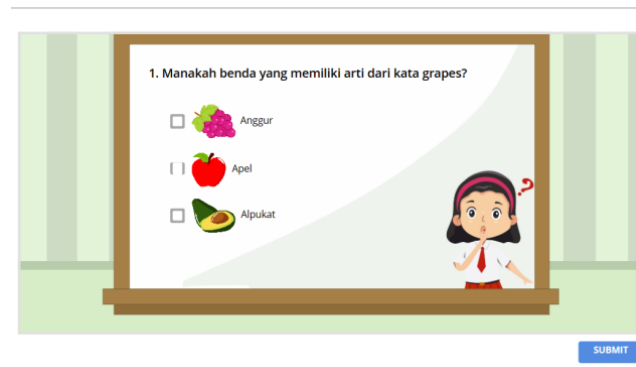 1. Manakah benda yang memiliki arti dari kata grapes?
Anggur
Apel
Alpukat
SUBMIT